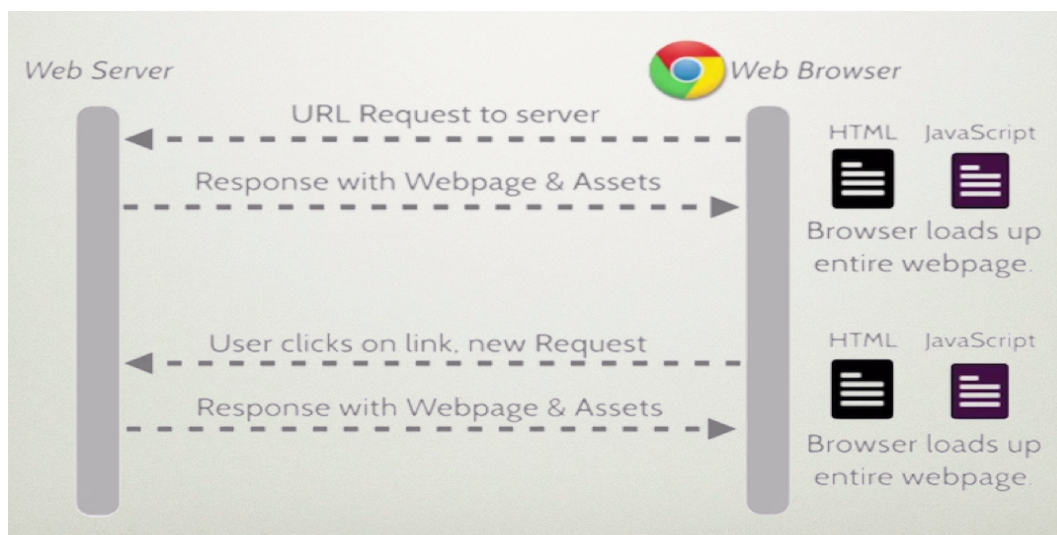 Web Server
Web Browser
URL Request to server
HTML JavaScript
Response with Webpage & Assets
Browser loads up
entire webpage.
User clicks on link, new Request
HTML JavaScript
Response with Webpage & Assets
Browser loads up
entire webpage.